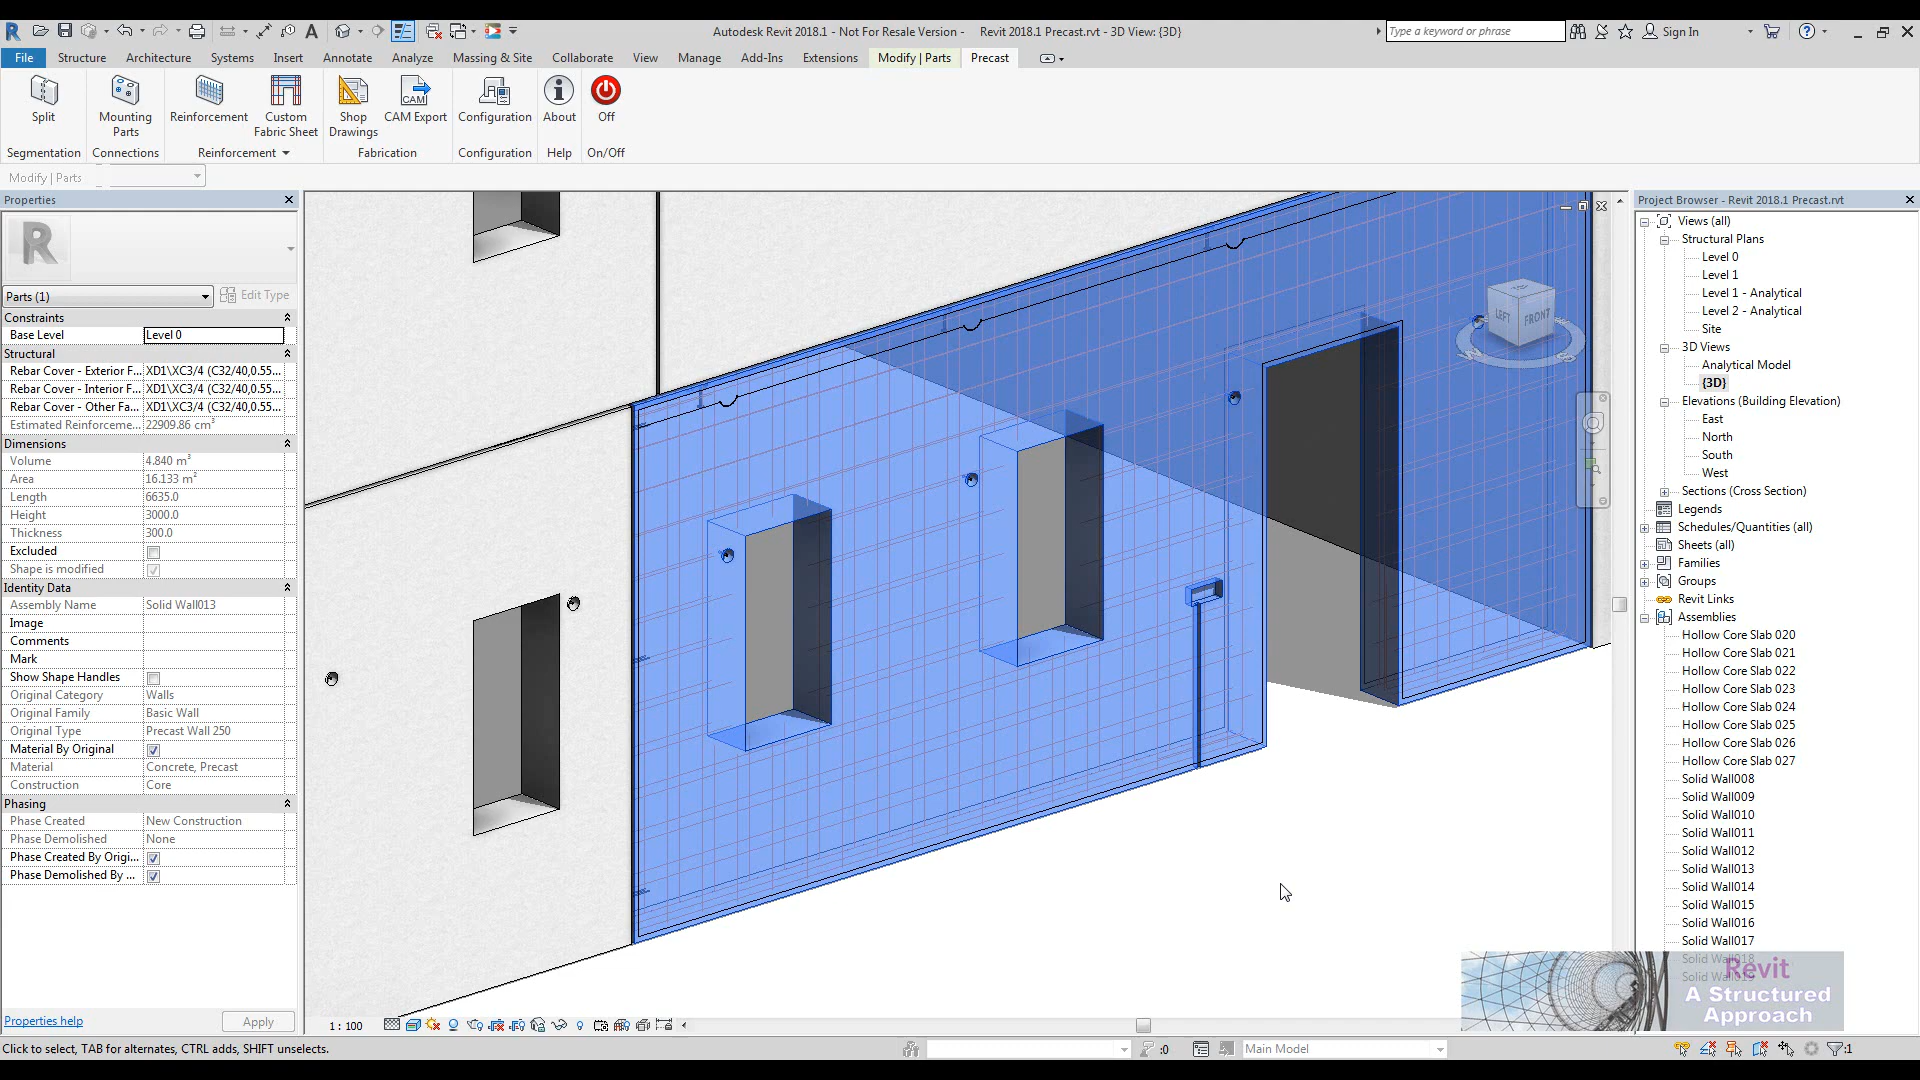 Autodesk Revit 2018.1 - Not For Resale Version - Revit 2018.1 Precast.rvt - 3D View: {3D}
Type a keyword or phrase
Sign In
File Structure Architecture Systems Insert Annotate Analyze Massing & Site Collaborate View Manage Add-Ins Extensions Modify | Parts Precast
Split
Mounting Parts
Reinforcement
Custom Fabric Sheet
Shop Drawings
CAM
CAM Export
Configuration
About
Off
Segmentation Connections Reinforcement Fabrication Configuration Help On/Off
Modify | Parts
Properties
R
Parts (1)
Edit Type
Constraints
Base Level Level 0
Structural
Rebar Cover - Exterior F... XD1\XC3/4 (C32/40,0.55...
Rebar Cover - Interior F... XD1\XC3/4 (C32/40,0.55...
Rebar Cover - Other Fa... XD1\XC3/4 (C32/40,0.55...
Estimated Reinforceme... 22909.86 cm³
Dimensions
Volume 4.840 m³
Area 16.133 m²
Length 6635.0
Height 3000.0
Thickness 300.0
Excluded
Shape is modified
Identity Data
Assembly Name Solid Wall013
Image
Comments
Mark
Show Shape Handles
Original Category Walls
Original Family Basic Wall
Original Type Precast Wall 250
Material By Original
Material Concrete, Precast
Construction Core
Phasing
Phase Created New Construction
Phase Demolished None
Phase Created By Origi...
Phase Demolished By ...
Properties help
Apply
LEFT FRONT
1 : 100
Project Browser - Revit 2018.1 Precast.rvt
Views (all)
Structural Plans
Level 0
Level 1
Level 1 - Analytical
Level 2 - Analytical
Site
3D Views
Analytical Model
{3D}
Elevations (Building Elevation)
East
North
South
West
Sections (Cross Section)
Legends
Schedules/Quantities (all)
Sheets (all)
Families
Groups
Revit Links
Assemblies
Hollow Core Slab 020
Hollow Core Slab 021
Hollow Core Slab 022
Hollow Core Slab 023
Hollow Core Slab 024
Hollow Core Slab 025
Hollow Core Slab 026
Hollow Core Slab 027
Solid Wall008
Solid Wall009
Solid Wall010
Solid Wall011
Solid Wall012
Solid Wall013
Solid Wall014
Solid Wall015
Solid Wall016
Solid Wall017
Solid Wall018
Revit
A Structured
Approach
Click to select, TAB for alternates, CTRL adds, SHIFT unselects.
:0
Main Model
:1